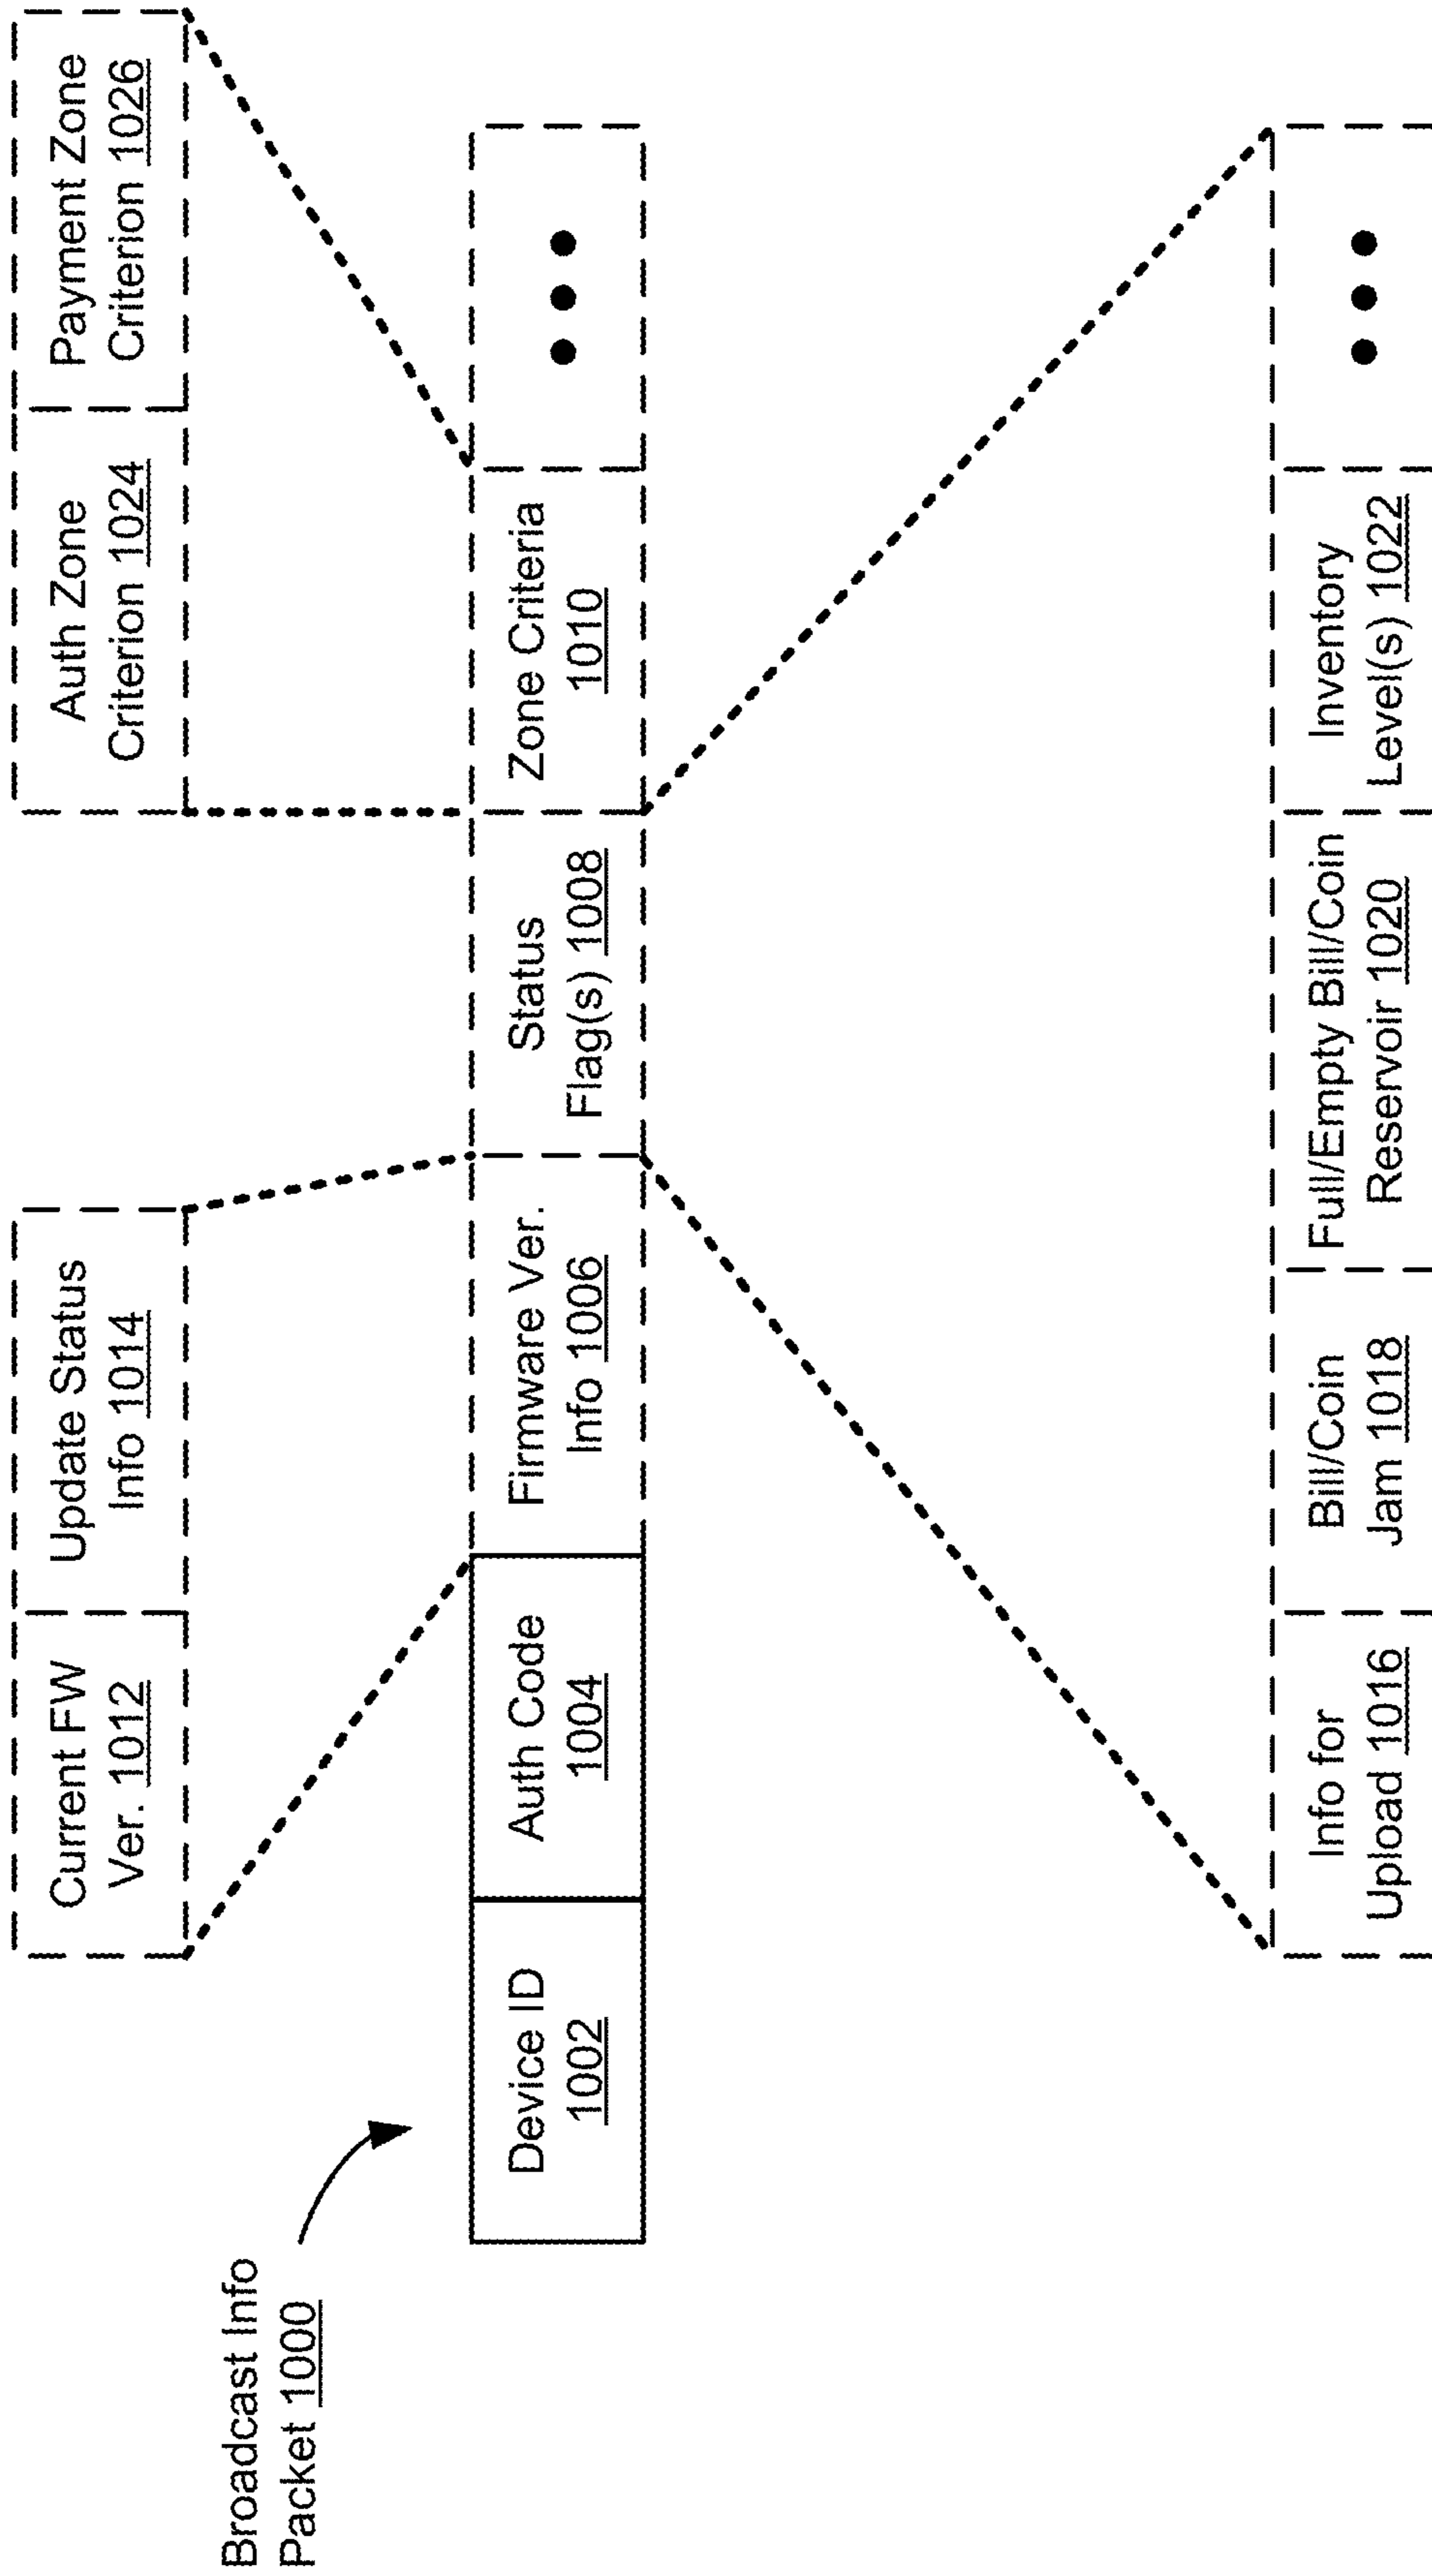 Current FW
Ver. 1012
Update Status
Info 1014
Auth Zone
Criterion 1024
Payment Zone
Criterion 1026
Broadcast Info
Packet 1000
Device ID
1002
Auth Code
1004
Firmware Ver.
Info 1006
Status
Flag(s) 1008
Zone Criteria
1010
Info for
Upload 1016
Bill/Coin
Jam 1018
Full/Empty Bill/Coin
Reservoir 1020
Inventory
Level(s) 1022